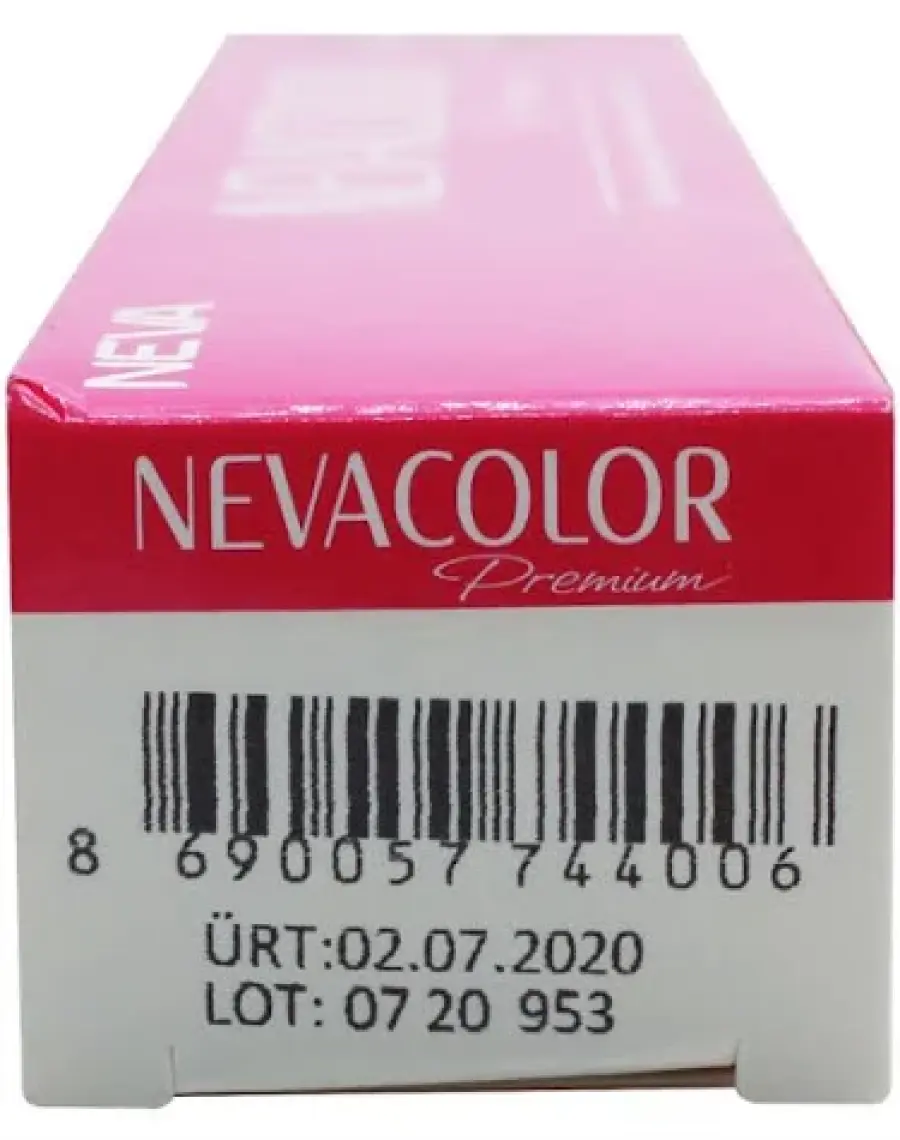 NEVA
NEVACOLOR
Premium
8 690057 744006
ÜRT:02.07.2020
LOT: 07 20 953